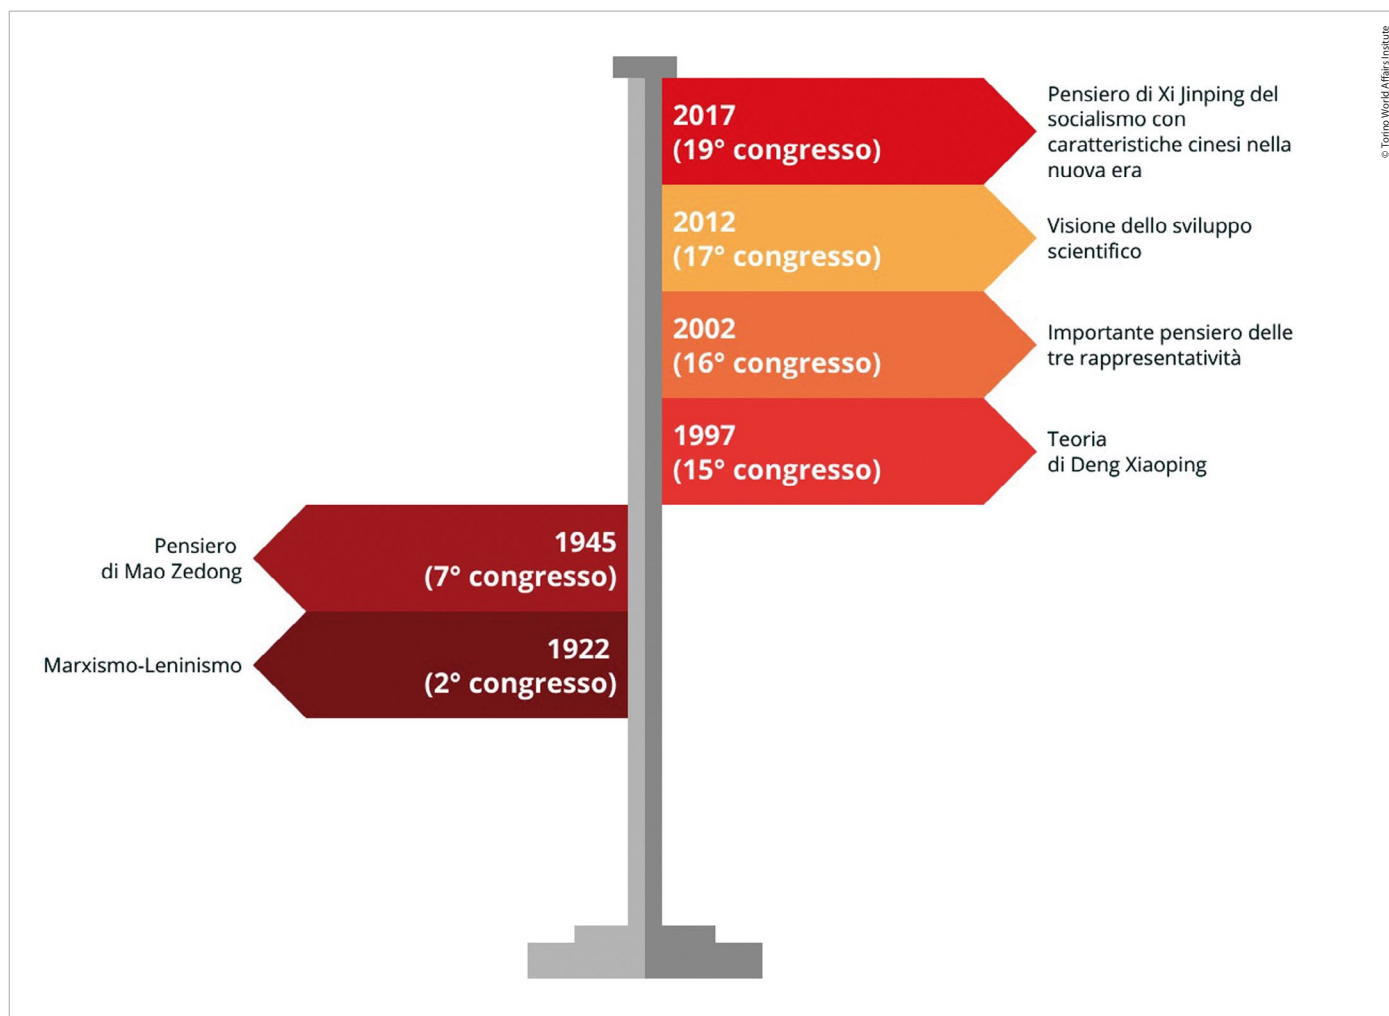 © Torino World Affairs Insitute
2017
(19° congresso)
Pensiero di Xi Jinping del
socialismo con
caratteristiche cinesi nella
nuova era
2012
(17° congresso)
Visione dello sviluppo
scientifico
2002
(16° congresso)
Importante pensiero delle
tre rappresentatività
1997
(15° congresso)
Teoria
di Deng Xiaoping
Pensiero
di Mao Zedong
1945
(7° congresso)
Marxismo-Leninismo
1922
(2° congresso)